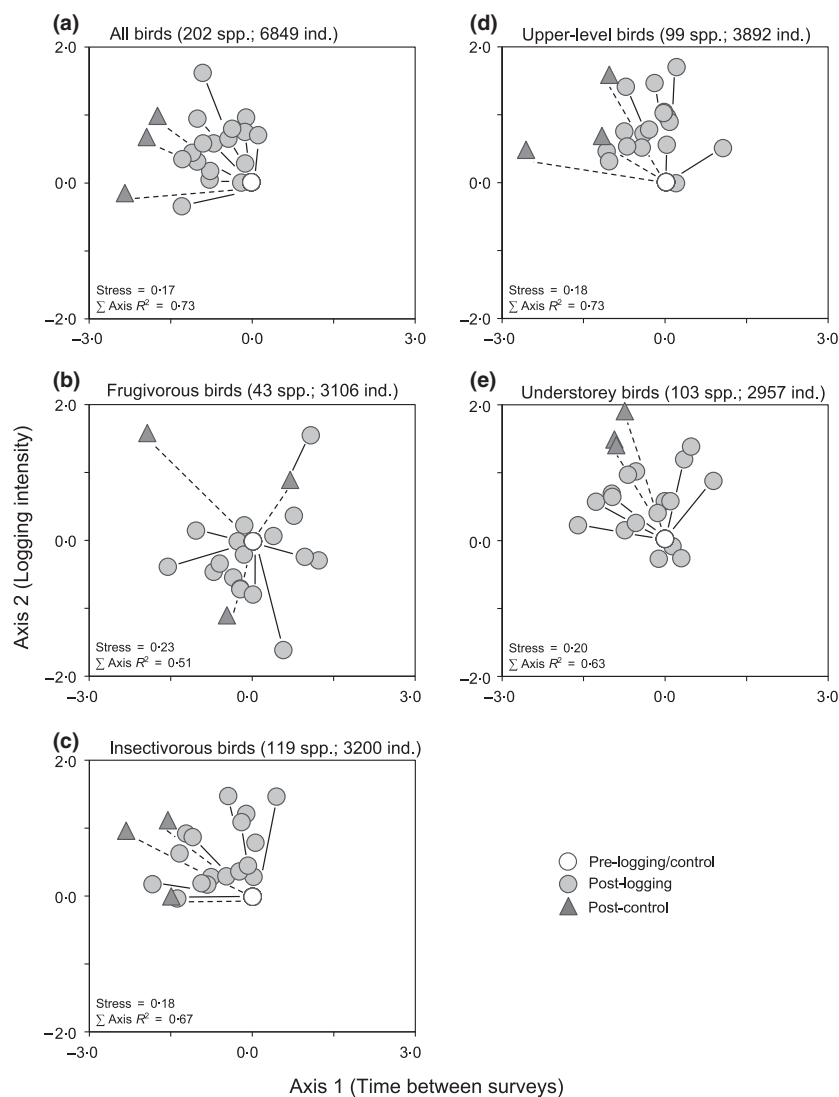 (a)
All birds (202 spp.; 6849 ind.)
2·0
0·0
–2·0
Stress = 0·17
∑ Axis R² = 0·73
–3·0
0·0
3·0
(b)
Frugivorous birds (43 spp.; 3106 ind.)
2·0
0·0
–2·0
Stress = 0·23
∑ Axis R² = 0·51
–3·0
0·0
3·0
(c)
Insectivorous birds (119 spp.; 3200 ind.)
2·0
0·0
–2·0
Stress = 0·18
∑ Axis R² = 0·67
–3·0
0·0
3·0
(d)
Upper-level birds (99 spp.; 3892 ind.)
2·0
0·0
–2·0
Stress = 0·18
∑ Axis R² = 0·73
–3·0
0·0
3·0
(e)
Understorey birds (103 spp.; 2957 ind.)
2·0
0·0
–2·0
Stress = 0·20
∑ Axis R² = 0·63
–3·0
0·0
3·0
Pre-logging/control
Post-logging
Post-control
Axis 2 (Logging intensity)
Axis 1 (Time between surveys)